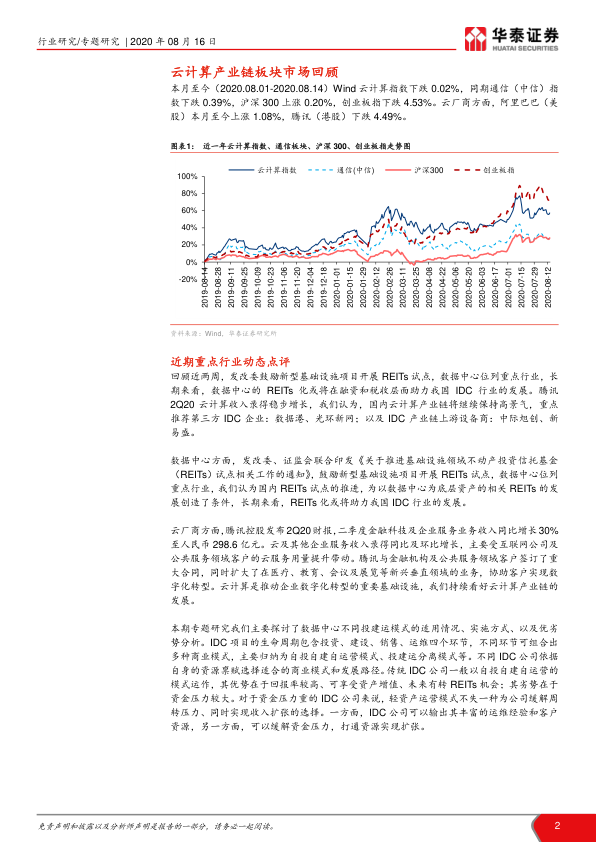 行业研究/专题研究 | 2020 年 08 月 16 日
华泰证券
HUATAI SECURITIES
云计算产业链板块市场回顾
本月至今（2020.08.01-2020.08.14）Wind 云计算指数下跌 0.02%，同期通信（中信）指
数下跌 0.39%，沪深 300 上涨 0.20%，创业板指下跌 4.53%。云厂商方面，阿里巴巴（美
股）本月至今上涨 1.08%，腾讯（港股）下跌 4.49%。
图表1： 近一年云计算指数、通信板块、沪深 300、创业板指走势图
云计算指数 通信(中信) 沪深300 创业板指
100%
80%
60%
40%
20%
0%
-20%
2019-08-14
2019-08-28
2019-09-11
2019-09-25
2019-10-09
2019-10-23
2019-11-06
2019-11-20
2019-12-04
2019-12-18
2020-01-01
2020-01-15
2020-01-29
2020-02-12
2020-02-26
2020-03-11
2020-03-25
2020-04-08
2020-04-22
2020-05-06
2020-05-20
2020-06-03
2020-06-17
2020-07-01
2020-07-15
2020-07-29
2020-08-12
资料来源：Wind，华泰证券研究所
近期重点行业动态点评
回顾近两周，发改委鼓励新型基础设施项目开展 REITs 试点，数据中心位列重点行业，长
期来看，数据中心的 REITs 化或将在融资和税收层面助力我国 IDC 行业的发展。腾讯
2Q20 云计算收入录得稳步增长，我们认为，国内云计算产业链将继续保持高景气，重点
推荐第三方 IDC 企业：数据港、光环新网；以及 IDC 产业链上游设备商：中际旭创、新
易盛。
数据中心方面，发改委、证监会联合印发《关于推进基础设施领域不动产投资信托基金
（REITs）试点相关工作的通知》，鼓励新型基础设施项目开展 REITs 试点，数据中心位列
重点行业，我们认为国内 REITs 试点的推进，为以数据中心为底层资产的相关 REITs 的发
展创造了条件，长期来看，REITs 化或将助力我国 IDC 行业的发展。
云厂商方面，腾讯控股发布 2Q20 财报，二季度金融科技及企业服务业务收入同比增长 30%
至人民币 298.6 亿元。云及其他企业服务收入录得同比及环比增长，主要受互联网公司及
公共服务领域客户的云服务用量提升带动。腾讯与金融机构及公共服务领域客户签订了重
大合同，同时扩大了在医疗、教育、会议及展览等新兴垂直领域的业务，协助客户实现数
字化转型。云计算是推动企业数字化转型的重要基础设施，我们持续看好云计算产业链的
发展。
本期专题研究我们主要探讨了数据中心不同投建运模式的适用情况、实施方式、以及优劣
势分析。IDC 项目的生命周期包含投资、建设、销售、运维四个环节，不同环节可组合出
多种商业模式，主要归纳为自投自建自运营模式、投建运分离模式等。不同 IDC 公司依据
自身的资源禀赋选择适合的商业模式和发展路径。传统 IDC 公司一般以自投自建自运营的
模式运作，其优势在于回报率较高、可享受资产增值、未来有转 REITs 机会；其劣势在于
资金压力较大。对于资金压力重的 IDC 公司来说，轻资产运营模式不失一种为公司缓解周
转压力、同时实现收入扩张的选择。一方面，IDC 公司可以输出其丰富的运维经验和客户
资源，另一方面，可以缓解资金压力，打通资源实现扩张。
免责声明和披露以及分析师声明是报告的一部分，请务必一起阅读。
2